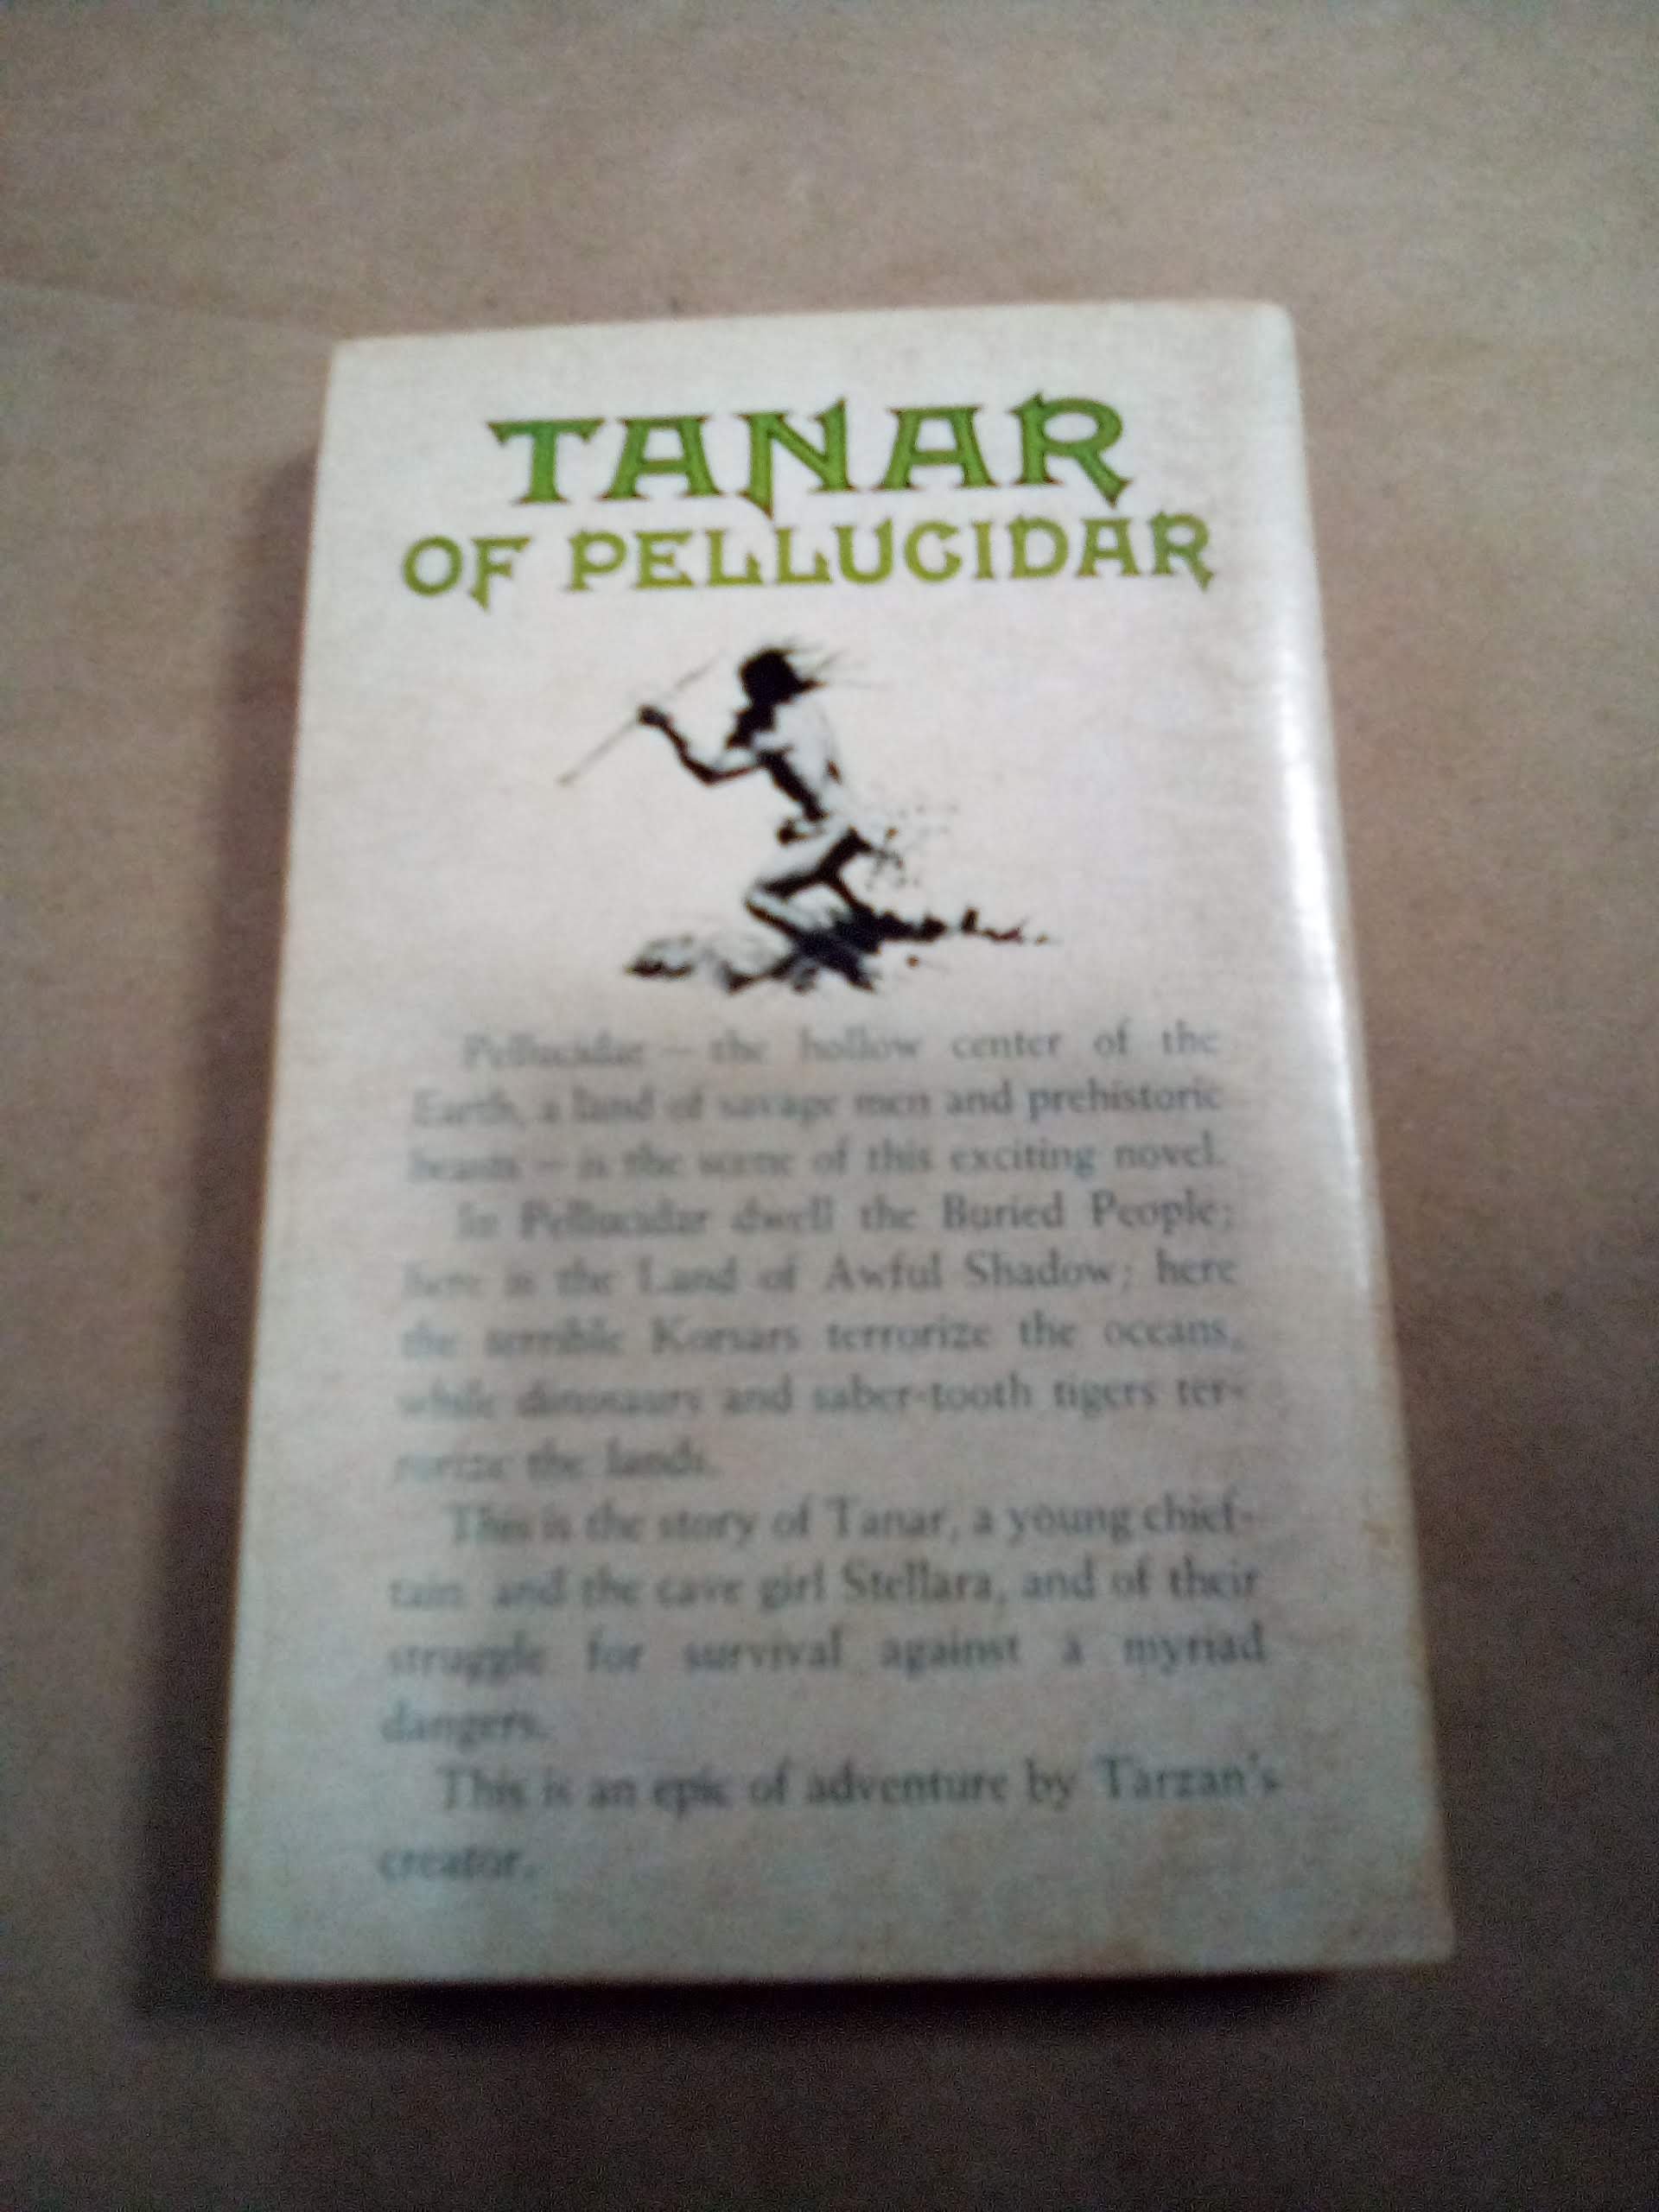 TANAR
OF PELLUCIDAR
Pellucidar – the hollow center of the
Earth, a land of savage men and prehistoric
beasts – is the scene of this exciting novel.
In Pellucidar dwell the Buried People;
here is the Land of Awful Shadow; here
the terrible Korsars terrorize the oceans,
while dinosaurs and saber-tooth tigers ter-
rorize the lands.
This is the story of Tanar, a young chief-
tain and the cave girl Stellara, and of their
struggle for survival against a myriad
dangers.
This is an epic of adventure by Tarzan's
creator.